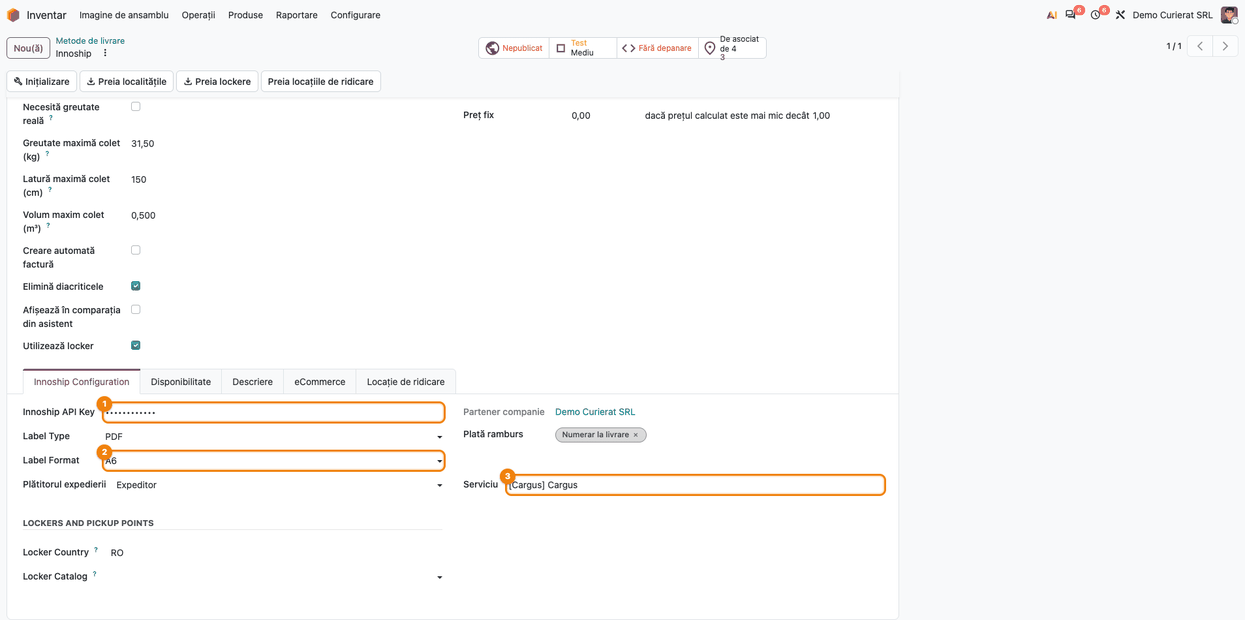 Inventar Imagine de ansamblu Operații Produse Raportare Configurare 6 6 Demo Curierat SRL
Nou(ă) Metode de livrare
Innoship
Nepublicat
Test
Mediu
Fără depanare
De asociat
de 4
3
1 / 1
Inițializare Preia localitățile Preia lockere Preia locațiile de ridicare
Necesită greutate
reală ?
Preț fix 0,00 dacă prețul calculat este mai mic decât 1,00
Greutate maximă colet
(kg) ?
31,50
Latură maximă colet
(cm) ?
150
Volum maxim colet
(m³) ?
0,500
Creare automată
factură
Elimină diacriticele
Afișează în comparația
din asistent
Utilizează locker
Innoship Configuration Disponibilitate Descriere eCommerce Locație de ridicare
1
Innoship API Key ••••••••••••
Partener companie Demo Curierat SRL
Label Type PDF
Plată ramburs Numerar la livrare ×
2
Label Format A6
Plătitorul expedierii Expeditor
3
Serviciu [Cargus] Cargus
LOCKERS AND PICKUP POINTS
Locker Country ? RO
Locker Catalog ?